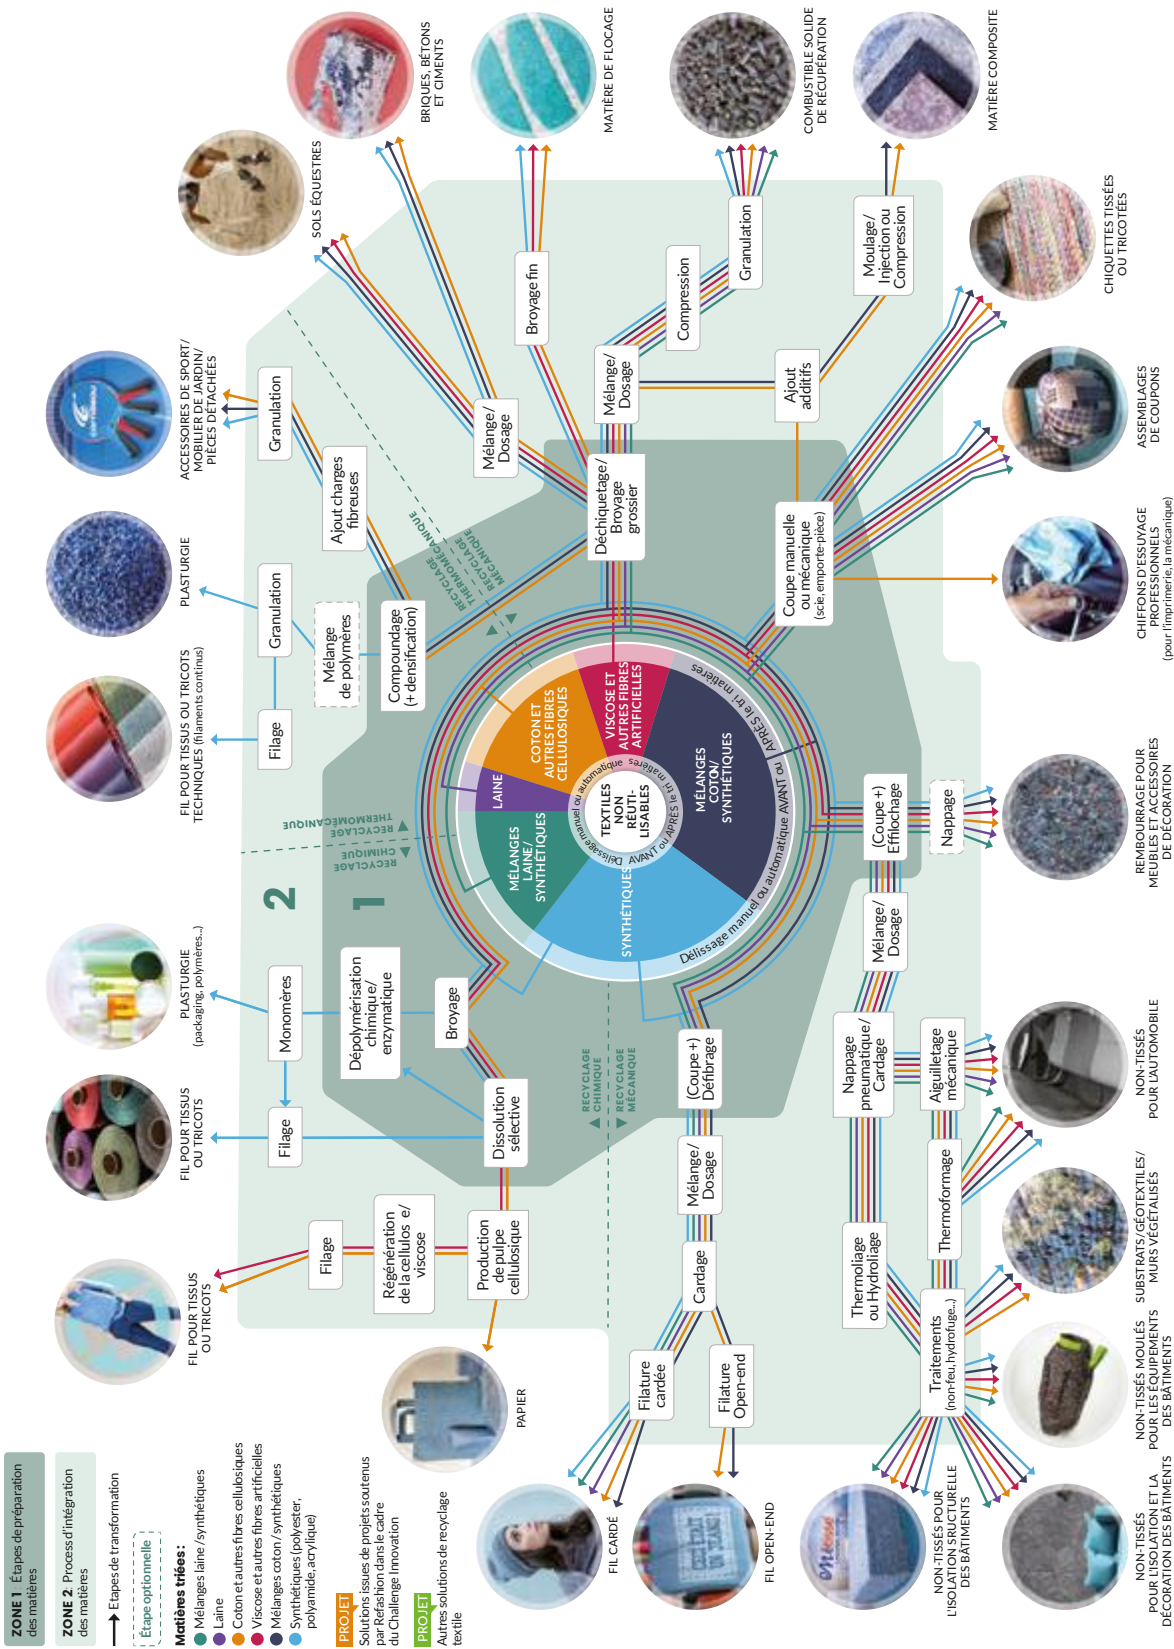 ZONE 1 : Étapes de préparation
des matières
ZONE 2 : Process d'intégration
des matières
Etapes de transformation
Étape optionnelle
Matières triées :
Mélanges laine /synthétiques
Laine
Coton et autres fibres cellulosiques
Viscose et autres fibres artificielles
Mélanges coton / synthétiques
Synthétiques (polyester,
polyamide, acrylique)
PROJET
Solutions issues de projets soutenus
par Refashion dans le cadre
du Challenge Innovation
PROJET
Autres solutions de recyclage
textile
FIL POUR TISSUS
OU TRICOTS
FIL POUR TISSUS
OU TRICOTS
PLASTURGIE
(packaging, polymères...)
FIL POUR TISSUS OU TRICOTS
TECHNIQUES (filaments continus)
PLASTURGIE
ACCESSOIRES DE SPORT/
MOBILIER DE JARDIN/
PIÈCES DÉTACHÉES
SOLS ÉQUESTRES
BRIQUES, BÉTONS
ET CIMENTS
MATIÈRE DE FLOCAGE
COMBUSTIBLE SOLIDE
DE RÉCUPÉRATION
MATIÈRE COMPOSITE
CHIQUETTES TISSÉES
OU TRICOTÉES
ASSEMBLAGES
DE COUPONS
CHIFFONS D'ESSUYAGE
PROFESSIONNELS
(pour l'imprimerie, la mécanique)
REMBOURRAGE POUR
MEUBLES ET ACCESSOIRES
DE DÉCORATION
NON-TISSÉS
POUR L'AUTOMOBILE
SUBSTRATS/GÉOTEXTILES/
MURS VÉGÉTALISÉS
NON-TISSÉS MOULÉS
POUR LES ÉQUIPEMENTS
DES BÂTIMENTS
NON-TISSÉS
POUR L'ISOLATION ET LA
DÉCORATION DES BÂTIMENTS
NON-TISSÉS POUR
L'ISOLATION STRUCTURELLE
DES BÂTIMENTS
FIL OPEN-END
FIL CARDÉ
PAPIER
2
1
Filage
Régénération
de la cellulos e/
viscose
Production
de pulpe
cellulosique
Filage
Monomères
Dépolymérisation
chimique/
enzymatique
Broyage
Dissolution
sélective
Filage
Granulation
Mélange
de polymères
Compoundage
(+ densification)
Granulation
Ajout charges
fibreuses
Mélange/
Dosage
Broyage fin
Déchiquetage/
Broyage
grossier
Mélange/
Dosage
Compression
Granulation
Ajout
additifs
Moulage/
Injection ou
Compression
Coupe manuelle
ou mécanique
(scie, emporte-pièce)
(Coupe +)
Effilochage
Nappage
Mélange/
Dosage
Nappage
pneumatique/
Cardage
Aiguilletage
mécanique
Thermoliage
ou Hydroliage
Thermoformage
Traitements
(non-feu, hydrofuge...)
(Coupe +)
Défibrage
Mélange/
Dosage
Cardage
Filature
cardée
Filature
Open-end
RECYCLAGE
CHIMIQUE
RECYCLAGE
MÉCANIQUE
RECYCLAGE
CHIMIQUE
RECYCLAGE
THERMOMÉCANIQUE
RECYCLAGE
THERMOMÉCANIQUE
RECYCLAGE
MÉCANIQUE
TEXTILES
NON
RÉUTI-
LISABLES
Délissage manuel ou automatique AVANT ou APRÈS le tri matières
Délissage manuel ou automatique AVANT ou APRÈS le tri matières
MÉLANGES
LAINE/
SYNTHÉTIQUES
LAINE
COTON ET
AUTRES FIBRES
CELLULOSIQUES
VISCOSE ET
AUTRES FIBRES
ARTIFICIELLES
MÉLANGES
COTON/
SYNTHÉTIQUES
SYNTHÉTIQUES